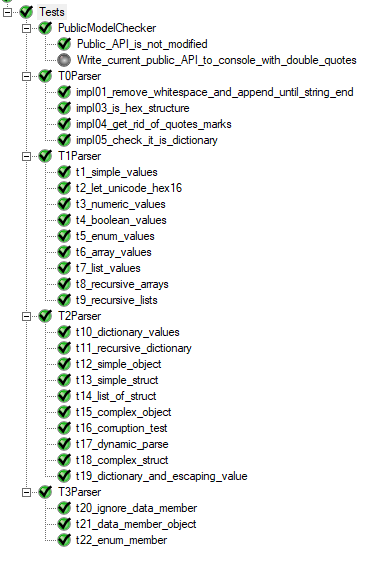 Tests
PublicModelChecker
Public_API_is_not_modified
Write_current_public_API_to_console_with_double_quotes
T0Parser
impl01_remove_whitespace_and_append_until_string_end
impl03_is_hex_structure
impl04_get_rid_of_quotes_marks
impl05_check_it_is_dictionary
T1Parser
t1_simple_values
t2_let_unicode_hex16
t3_numeric_values
t4_boolean_values
t5_enum_values
t6_array_values
t7_list_values
t8_recursive_arrays
t9_recursive_lists
T2Parser
t10_dictionary_values
t11_recursive_dictionary
t12_simple_object
t13_simple_struct
t14_list_of_struct
t15_complex_object
t16_corruption_test
t17_dynamic_parse
t18_complex_struct
t19_dictionary_and_escaping_value
T3Parser
t20_ignore_data_member
t21_data_member_object
t22_enum_member